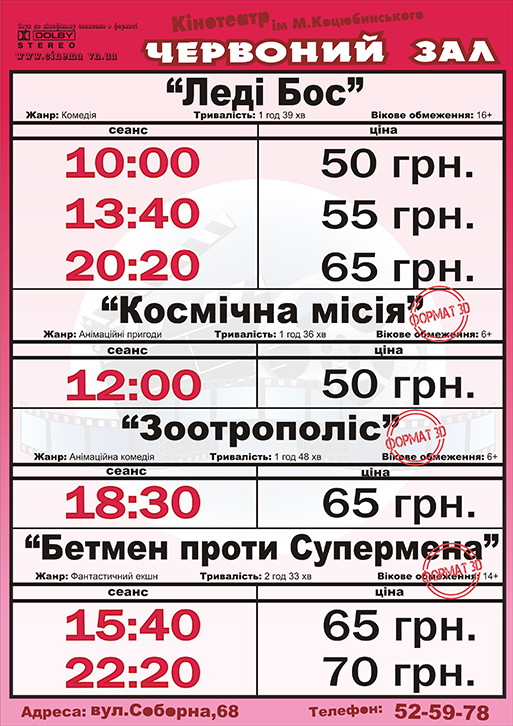 Звук по кінофільму виконано в форматі
DOLBY
STEREO
www.cinema vn.ua
Кінотеатр ім М.Коцюбинського
ЧЕРВОНИЙ ЗАЛ
“Леді Бос”
Жанр: Комедія Тривалість: 1 год 39 хв Вікове обмеження: 16+
сеанс ціна
10:00 50 грн.
13:40 55 грн.
20:20 65 грн.
“Космічна місія”
ФОРМАТ 3D
Жанр: Анімаційні пригоди Тривалість: 1 год 36 хв Вікове обмеження: 6+
сеанс ціна
12:00 50 грн.
“Зоотрополіс”
ФОРМАТ 3D
Жанр: Анімаційна комедія Тривалість: 1 год 48 хв Вікове обмеження: 6+
сеанс ціна
18:30 65 грн.
“Бетмен проти Супермена”
ФОРМАТ 3D
Жанр: Фантастичний екшн Тривалість: 2 год 33 хв Вікове обмеження: 14+
сеанс ціна
15:40 65 грн.
22:20 70 грн.
Адреса: вул.Соборна,68 Телефон: 52-59-78